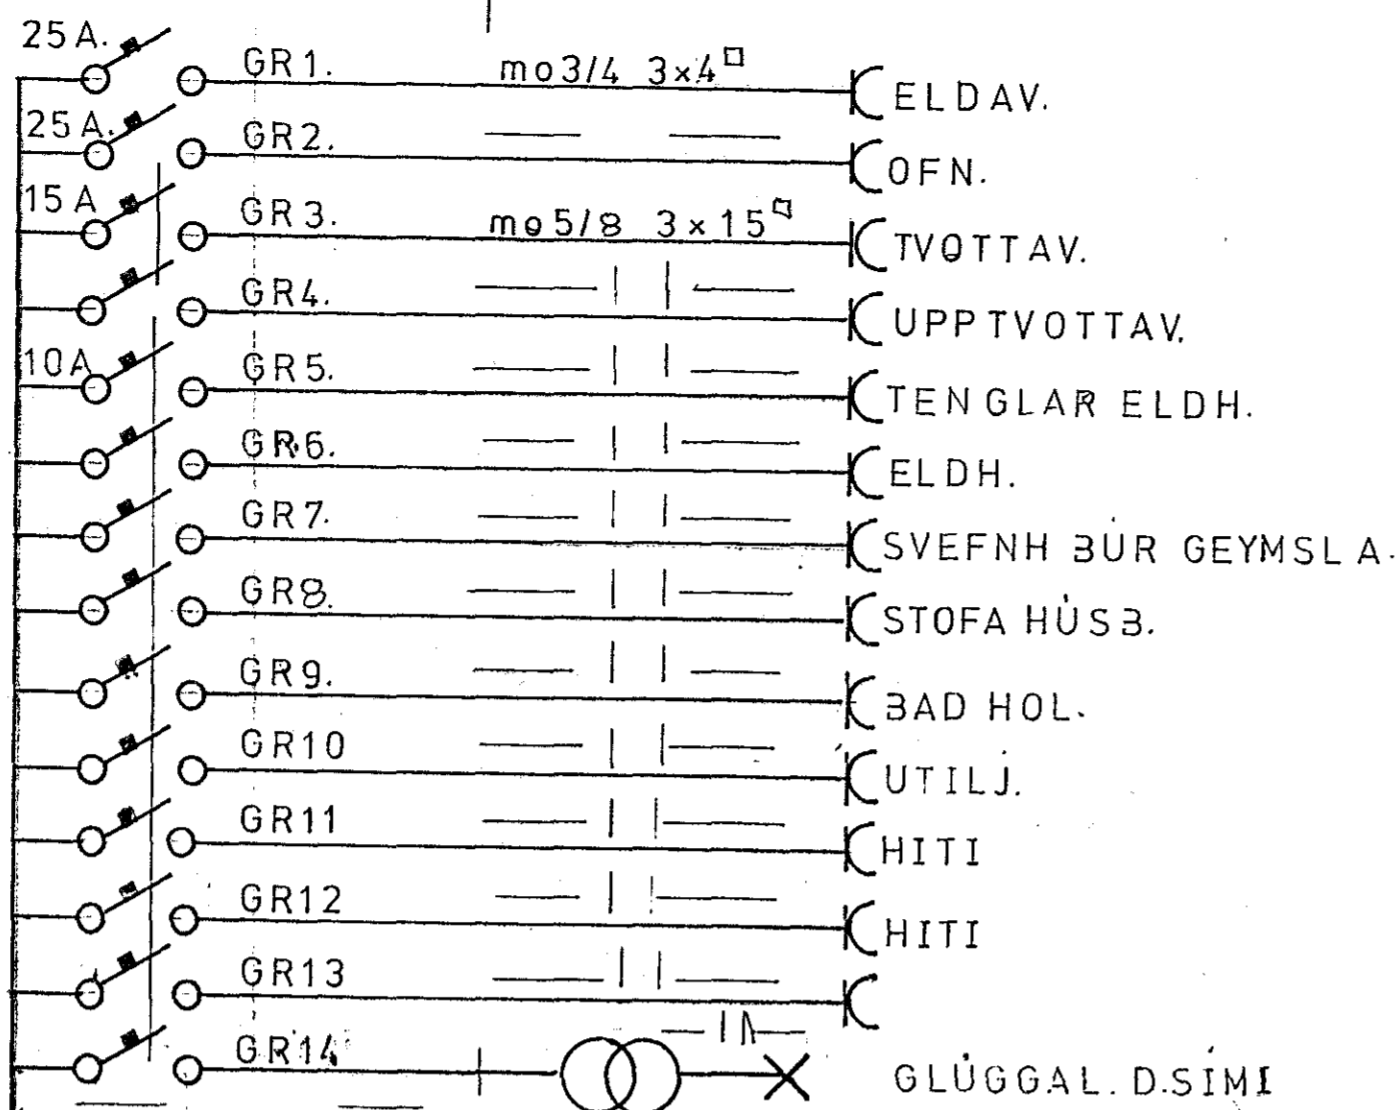 25A. GR1. mo3/4 3×4□ ELDAV.
25A. GR2. OFN.
15A GR3. mo5/8 3×15□ TVOTTAV.
GR4. UPPTVOTTAV.
10A GR5. TENGLAR ELDH.
GR6. ELDH.
GR7. SVEFNH BÚR GEYMSLA.
GR8. STOFA HÚSB.
GR9. BAD HOL.
GR10 UTILJ.
GR11 HITI
GR12 HITI
GR13
GR14 GLÚGGAL. D.SÍMI